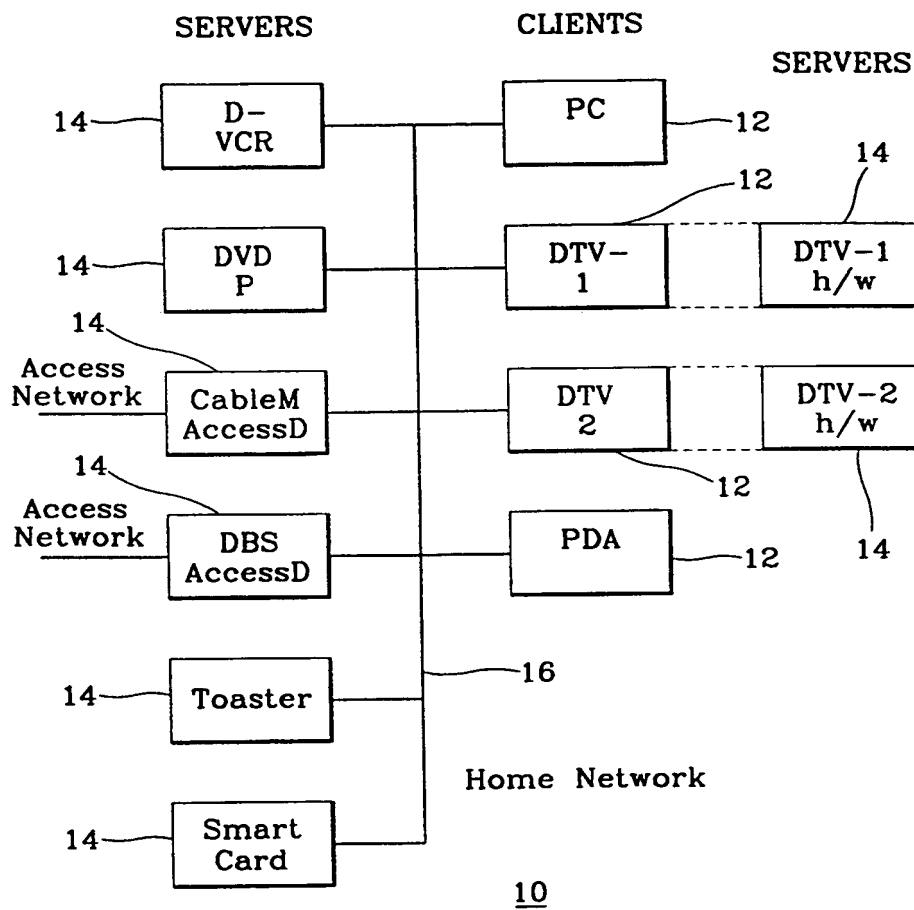 SERVERS
CLIENTS
SERVERS
14
D-
VCR
PC
12
14
DVD
P
12
DTV-
1
14
DTV-1
h/w
Access
Network
14
CableM
AccessD
DTV
2
12
DTV-2
h/w
14
Access
Network
14
DBS
AccessD
PDA
12
14
Toaster
16
Home Network
14
Smart
Card
10